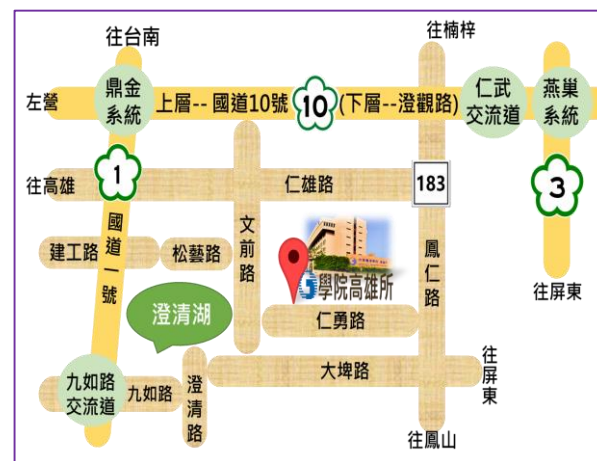 往台南
往楠梓
左營
鼎金
系統
上層-- 國道10號
10
(下層--澄觀路)
仁武
交流道
燕巢
系統
1
往高雄
仁雄路
183
3
國道一號
建工路
松藝路
文前路
鳳仁路
學院高雄所
往屏東
澄清湖
仁勇路
九如路
交流道
九如路
澄清路
大埤路
往屏東
往鳳山